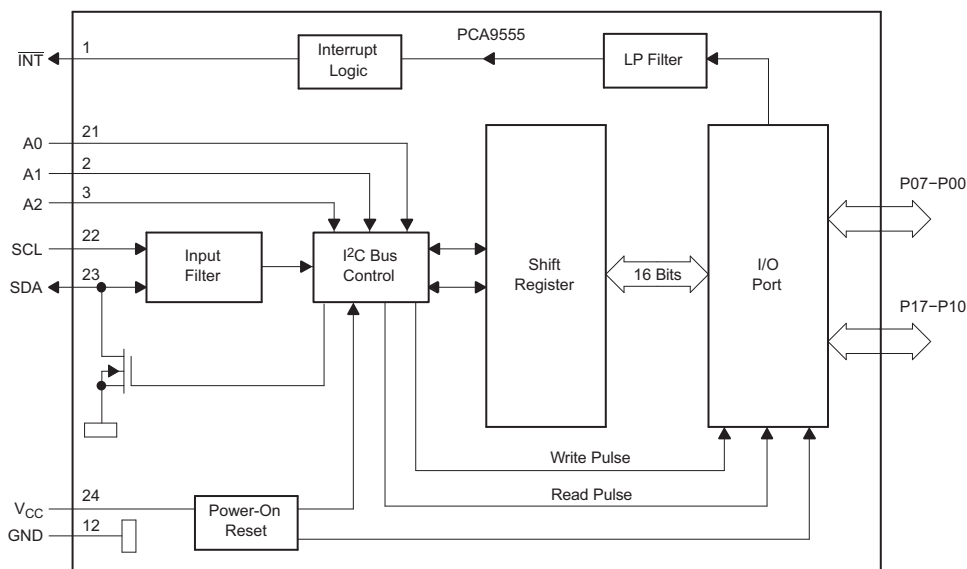 PCA9555
INT
1
Interrupt
Logic
LP Filter
A0
21
A1
2
A2
3
SCL
22
SDA
23
Input
Filter
I2C Bus
Control
Shift
Register
16 Bits
I/O
Port
P07–P00
P17–P10
Write Pulse
Read Pulse
VCC
24
GND
12
Power-On
Reset